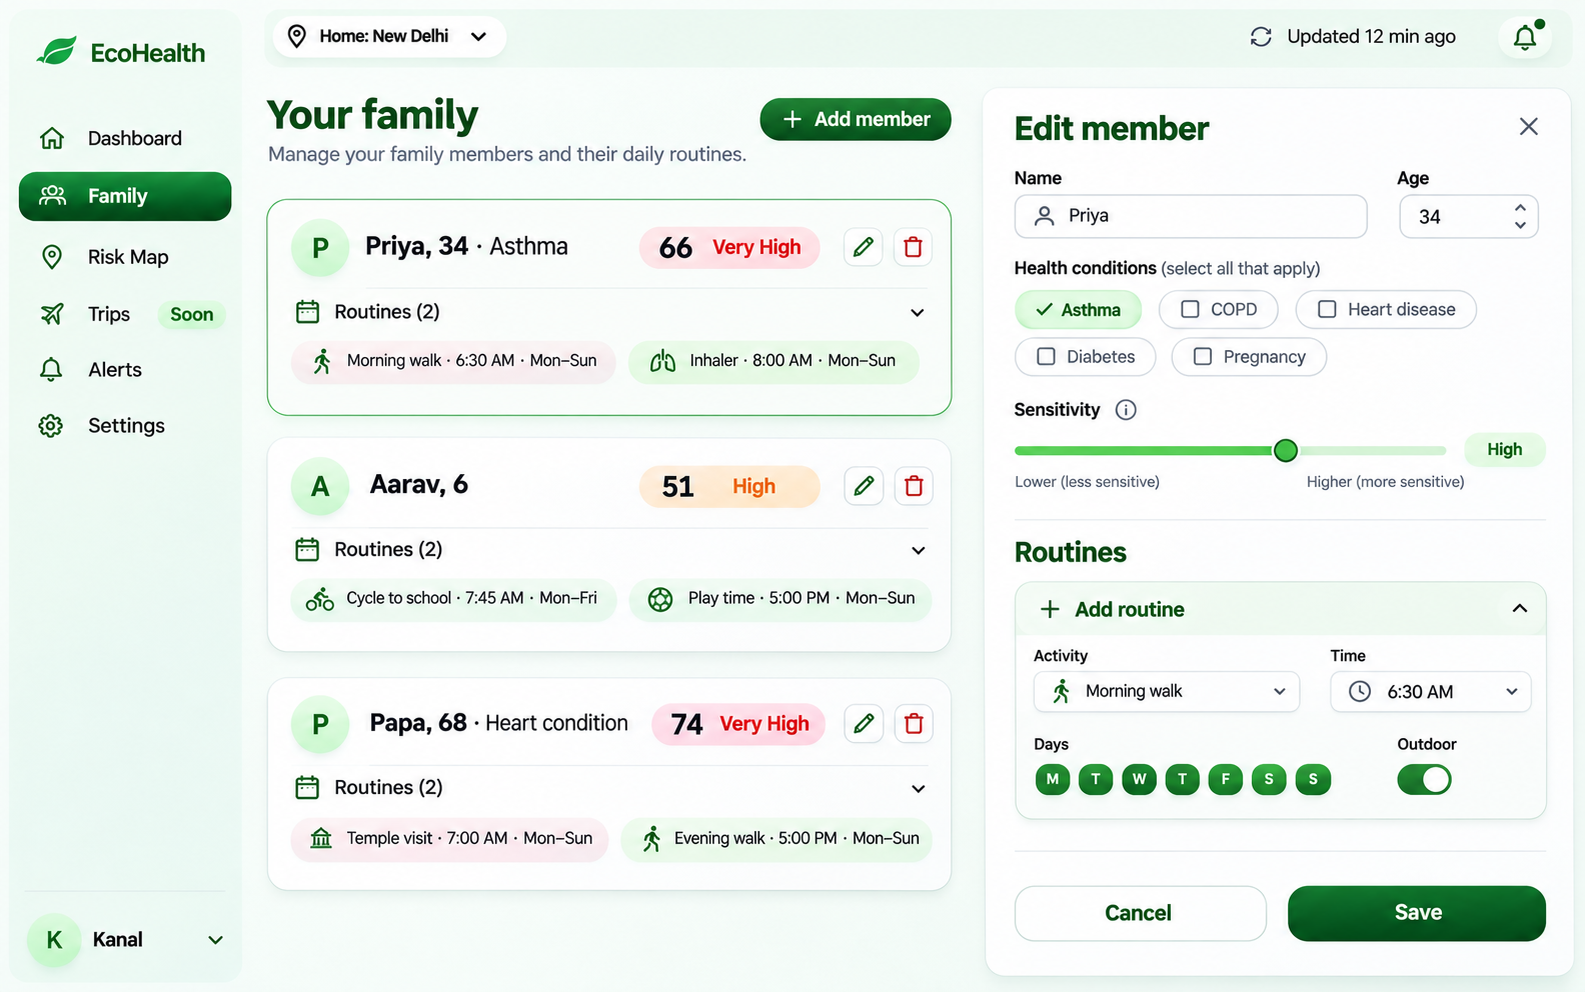 EcoHealth
Dashboard
Family
Risk Map
Trips Soon
Alerts
Settings
K Kanal
Home: New Delhi
Updated 12 min ago
Your family
Manage your family members and their daily routines.
+ Add member
P Priya, 34 · Asthma 66 Very High
Routines (2)
Morning walk · 6:30 AM · Mon–Sun Inhaler · 8:00 AM · Mon–Sun
A Aarav, 6 51 High
Routines (2)
Cycle to school · 7:45 AM · Mon–Fri Play time · 5:00 PM · Mon–Sun
P Papa, 68 · Heart condition 74 Very High
Routines (2)
Temple visit · 7:00 AM · Mon–Sun Evening walk · 5:00 PM · Mon–Sun
Edit member
Name Age
Priya 34
Health conditions (select all that apply)
Asthma COPD Heart disease
Diabetes Pregnancy
Sensitivity
High
Lower (less sensitive) Higher (more sensitive)
Routines
+ Add routine
Activity Time
Morning walk 6:30 AM
Days Outdoor
M T W T F S S
Cancel Save